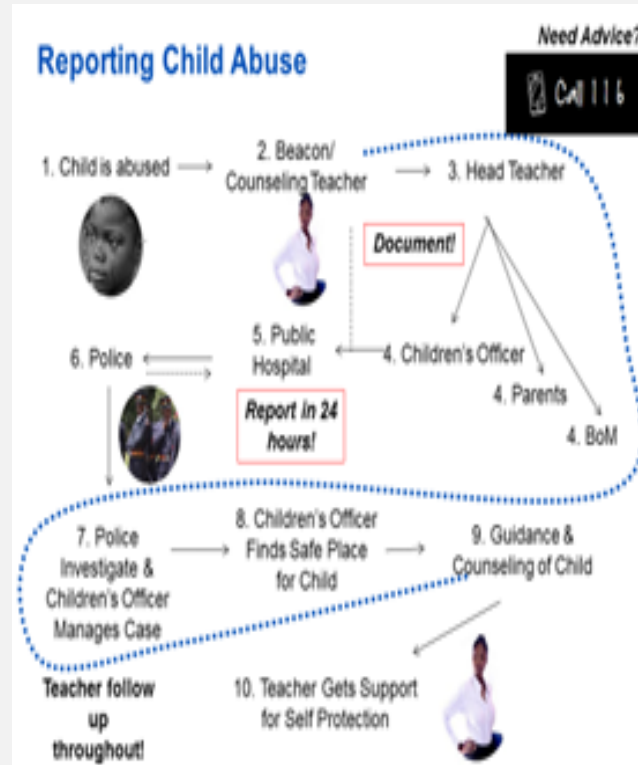 Need Advice?
Reporting Child Abuse
Call 116
1. Child is abused
2. Beacon/
Counseling Teacher
3. Head Teacher
Document!
4. Children's Officer
4. Parents
4. BoM
5. Public
Hospital
Report in 24
hours!
6. Police
7. Police
Investigate &
Children's Officer
Manages Case
8. Children's Officer
Finds Safe Place
for Child
9. Guidance &
Counseling of Child
Teacher follow
up
throughout!
10. Teacher Gets Support
for Self Protection